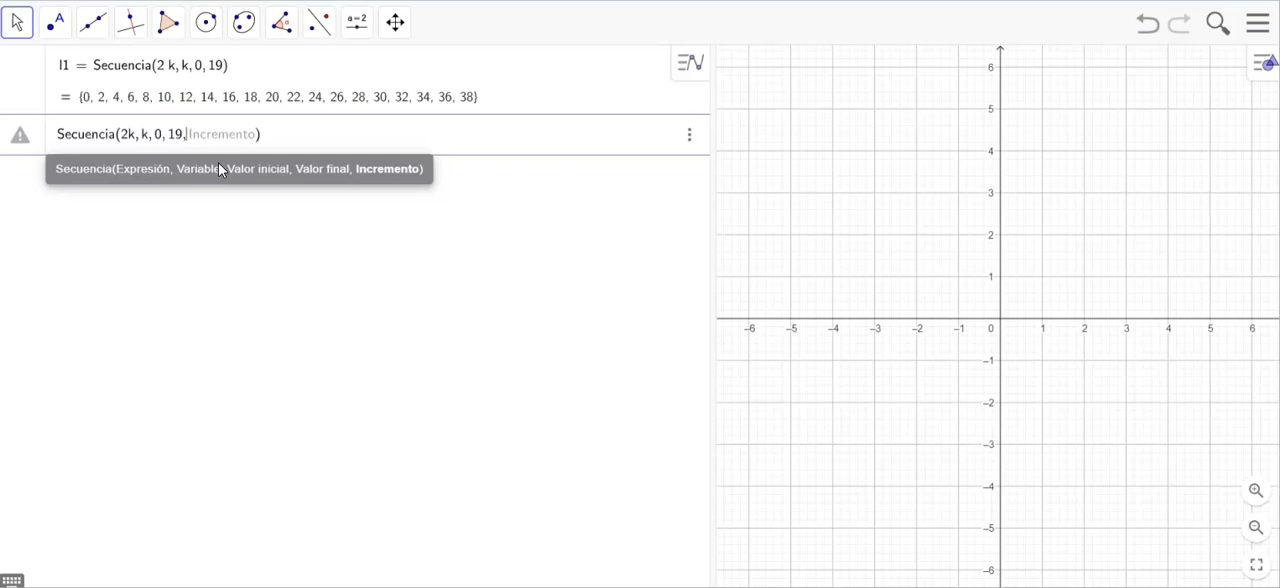 a=2
l1 = Secuencia(2 k, k, 0, 19)
= {0, 2, 4, 6, 8, 10, 12, 14, 16, 18, 20, 22, 24, 26, 28, 30, 32, 34, 36, 38}
Secuencia(2k, k, 0, 19, Incremento)
Secuencia(Expresión, Variable, Valor inicial, Valor final, Incremento)
6
5
4
3
2
1
–6 –5 –4 –3 –2 –1 0 1 2 3 4 5 6
–1
–2
–3
–4
–5
–6